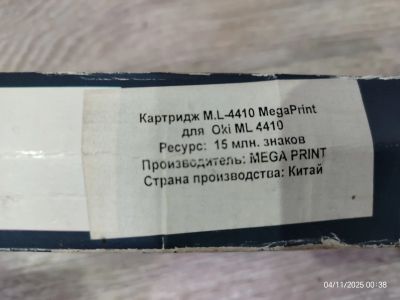 Картридж M.L-4410 MegaPrint
для Oki ML 4410
Ресурс: 15 млн. знаков
Производитель: MEGA PRINT
Страна производства: Китай
04/11/2025 00:38